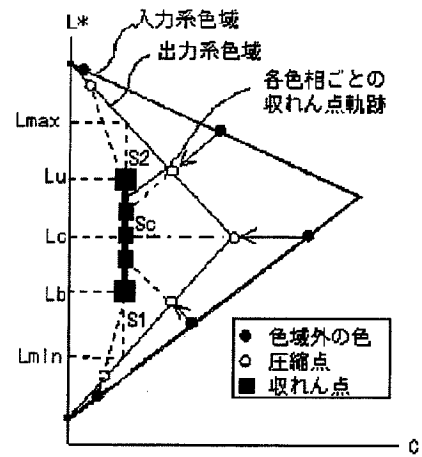 L*
入力系色域
出力系色域
各色相ごとの
収れん点軌跡
Lmax
S2
Lu
Sc
Lc
Lb
S1
Lmin
● 色域外の色
○ 圧縮点
■ 収れん点
C